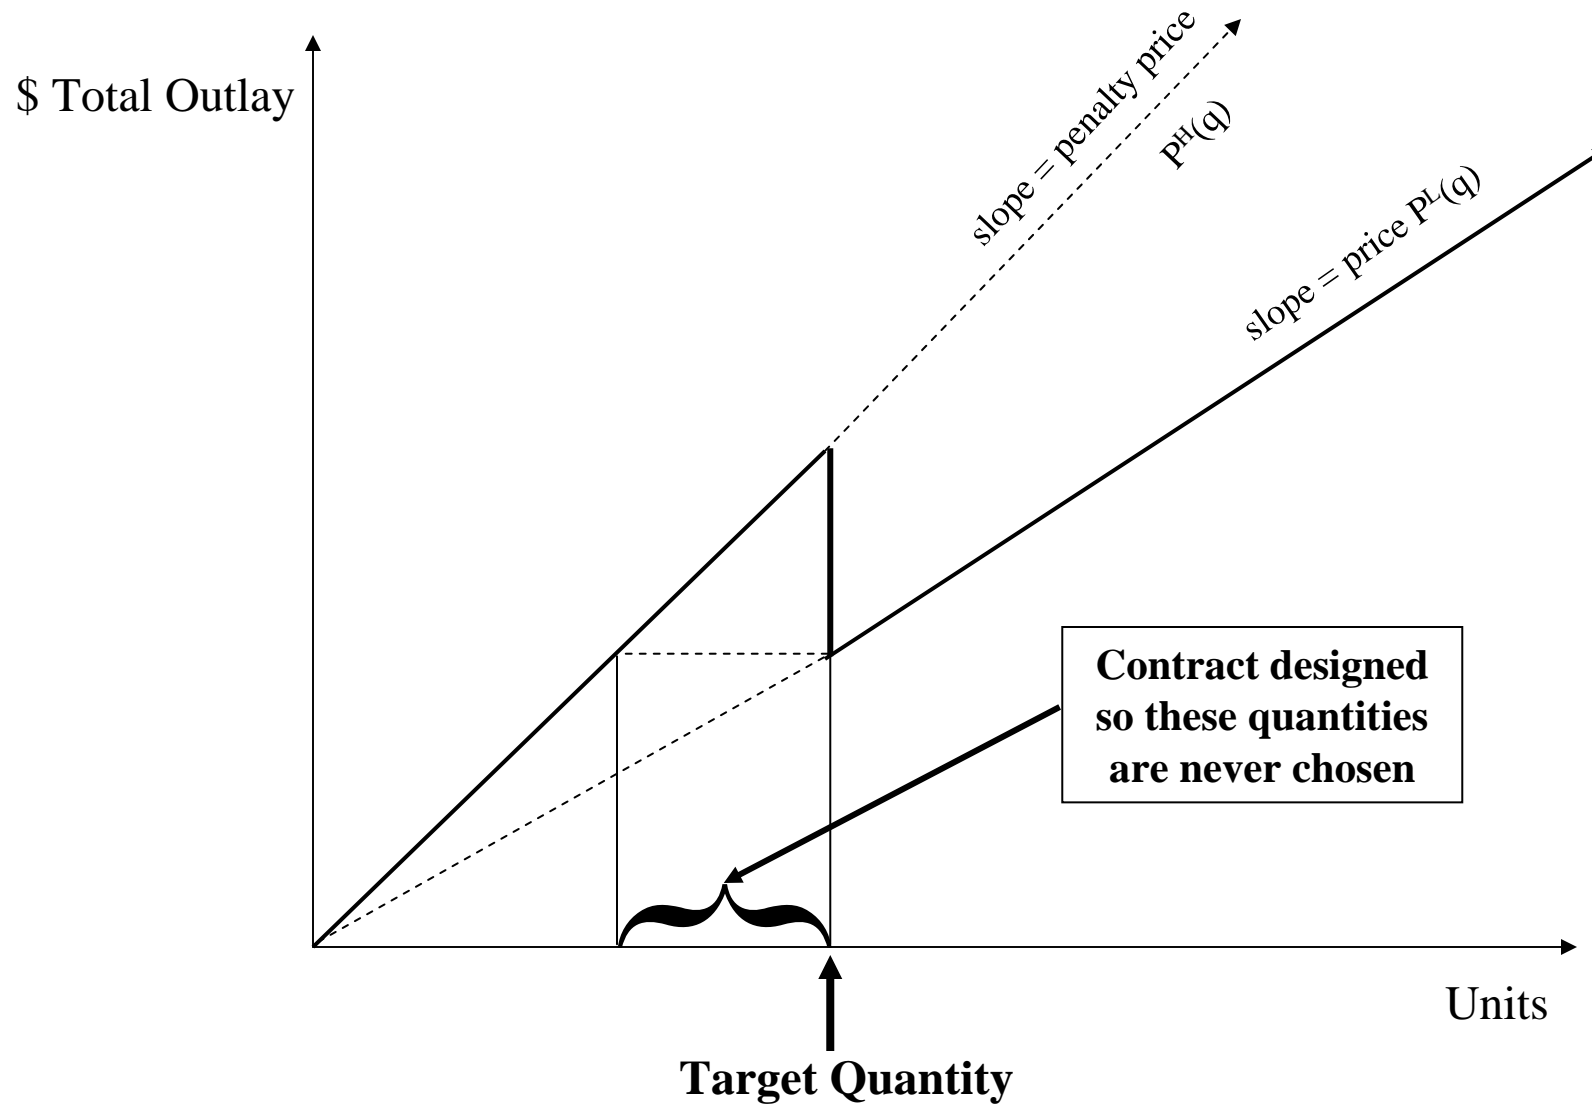 $ Total Outlay
slope = penalty price
Pᴴ(q)
slope = price Pᴸ(q)
Contract designed
so these quantities
are never chosen
Units
Target Quantity